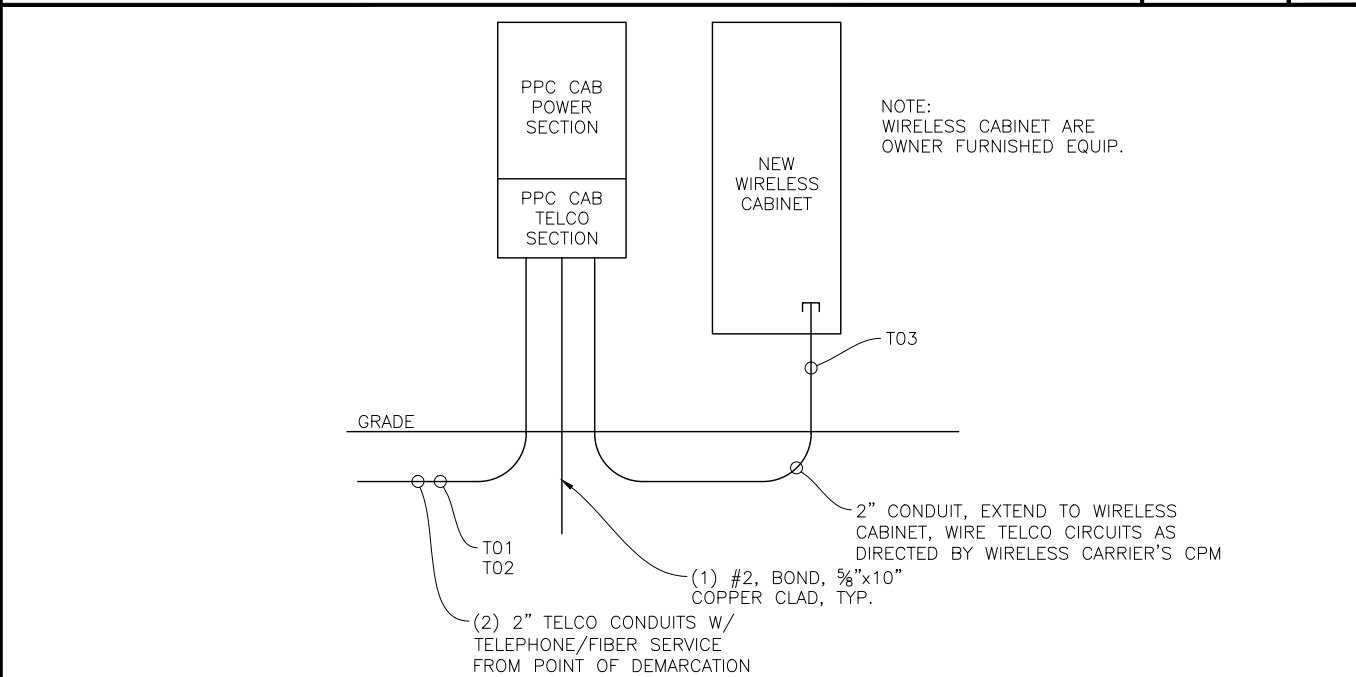 PPC CAB
POWER
SECTION
PPC CAB
TELCO
SECTION
NEW
WIRELESS
CABINET
NOTE:
WIRELESS CABINET ARE
OWNER FURNISHED EQUIP.
T03
GRADE
2" CONDUIT, EXTEND TO WIRELESS
CABINET, WIRE TELCO CIRCUITS AS
DIRECTED BY WIRELESS CARRIER'S CPM
T01
T02
(1) #2, BOND, ⅝"x10"
COPPER CLAD, TYP.
(2) 2" TELCO CONDUITS W/
TELEPHONE/FIBER SERVICE
FROM POINT OF DEMARCATION